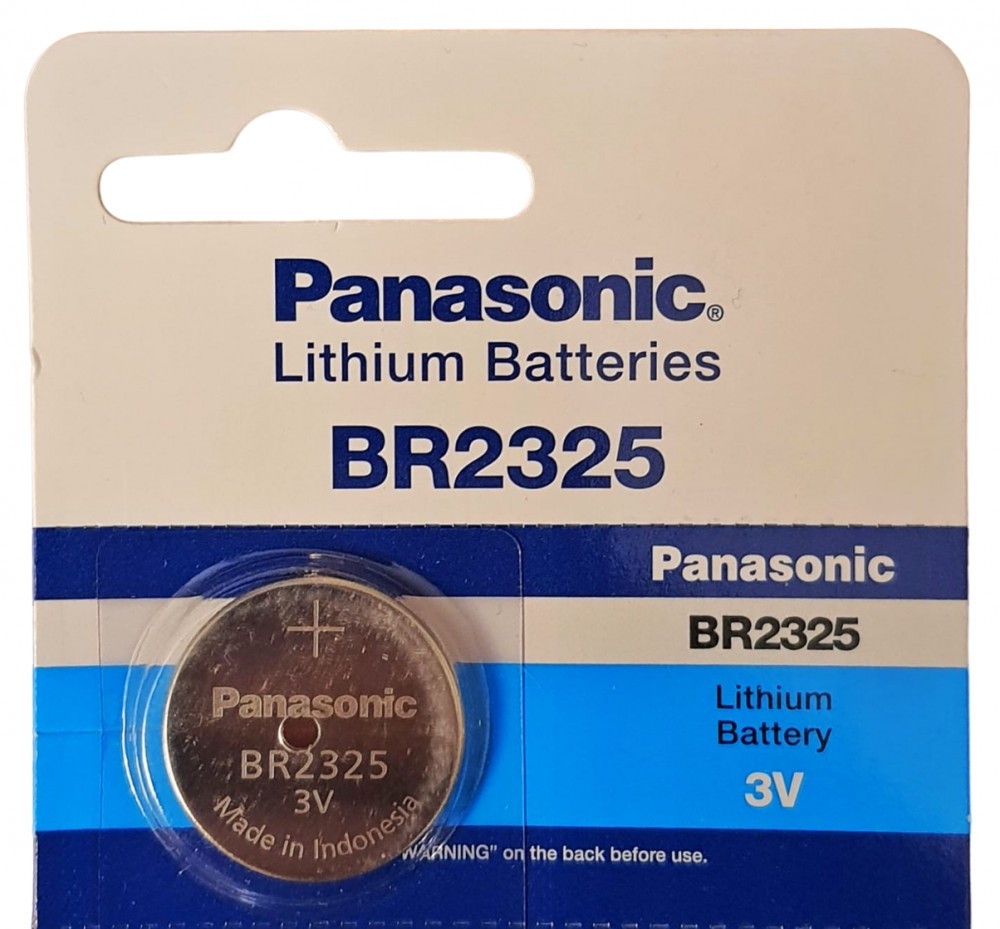 Panasonic®
Lithium Batteries
BR2325
Panasonic
BR2325
Lithium
Battery
3V
+
Panasonic
BR2325
3V
Made in Indonesia
WARNING" on the back before use.